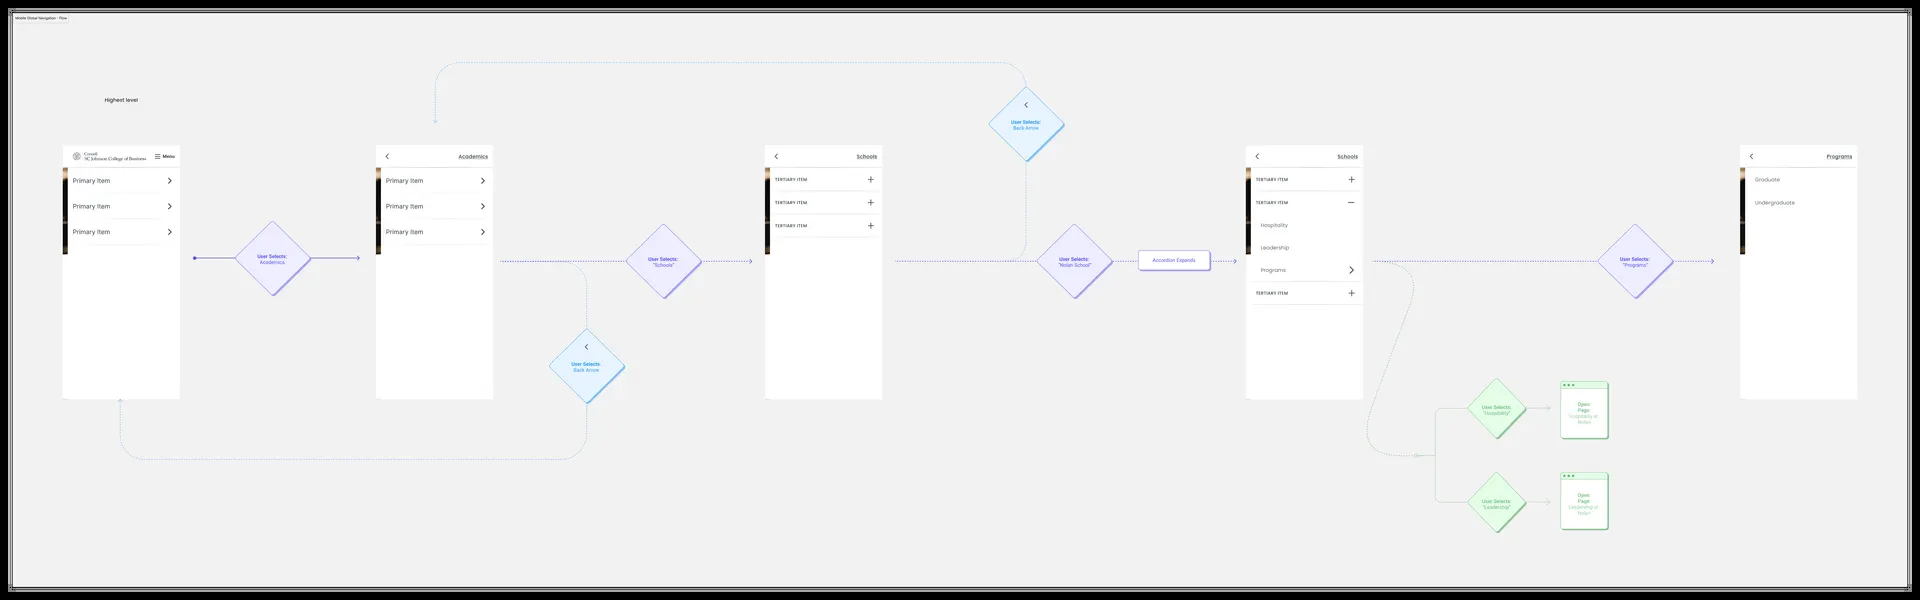 Mobile Global Navigation - Flow
Highest level
Cornell
SC Johnson College of Business
Menu
Primary Item
Primary Item
Primary Item
User Selects:
Academics
Academics
Primary Item
Primary Item
Primary Item
User Selects:
Back Arrow
User Selects:
"Schools"
Schools
TERTIARY ITEM
TERTIARY ITEM
TERTIARY ITEM
User Selects:
Back Arrow
User Selects:
"Nolan School"
Accordion Expands
Schools
TERTIARY ITEM
TERTIARY ITEM
Hospitality
Leadership
Programs
TERTIARY ITEM
User Selects:
"Hospitality"
Open
Page:
Hospitality at
Nolan
User Selects:
"Leadership"
Open
Page:
Leadership at
Nolan
User Selects:
"Programs"
Programs
Graduate
Undergraduate